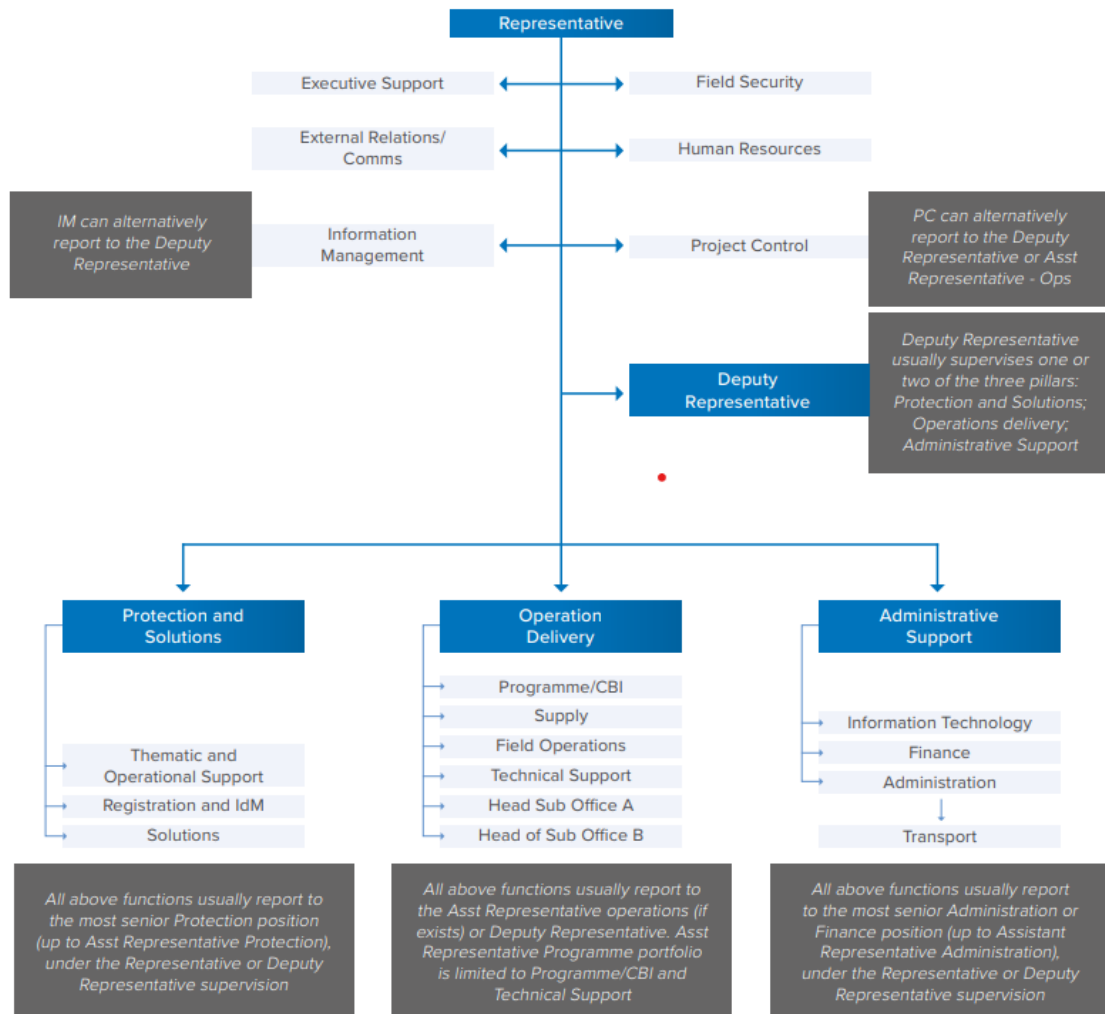 Representative
Executive Support
Field Security
External Relations/
Comms
Human Resources
IM can alternatively
report to the Deputy
Representative
Information
Management
Project Control
PC can alternatively
report to the Deputy
Representative or Asst
Representative - Ops
Deputy
Representative
Deputy Representative
usually supervises one or
two of the three pillars:
Protection and Solutions;
Operations delivery;
Administrative Support
Protection and
Solutions
Thematic and
Operational Support
Registration and IdM
Solutions
All above functions usually report to
the most senior Protection position
(up to Asst Representative Protection),
under the Representative or Deputy
Representative supervision
Operation
Delivery
Programme/CBI
Supply
Field Operations
Technical Support
Head Sub Office A
Head of Sub Office B
All above functions usually report to
the Asst Representative operations (if
exists) or Deputy Representative. Asst
Representative Programme portfolio
is limited to Programme/CBI and
Technical Support
Administrative
Support
Information Technology
Finance
Administration
Transport
All above functions usually report
to the most senior Administration or
Finance position (up to Assistant
Representative Administration),
under the Representative or Deputy
Representative supervision